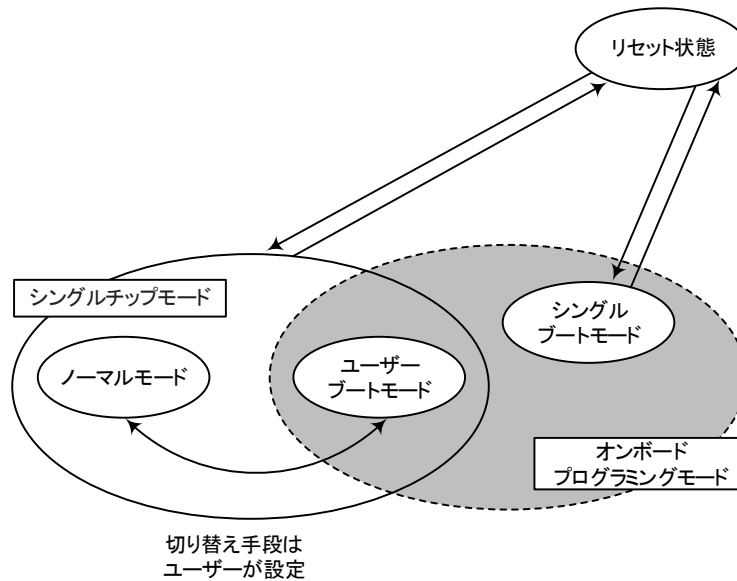 リセット状態
シングルチップモード
シングル
ブートモード
ノーマルモード
ユーザー
ブートモード
オンボード
プログラミングモード
切り替え手段は
ユーザーが設定